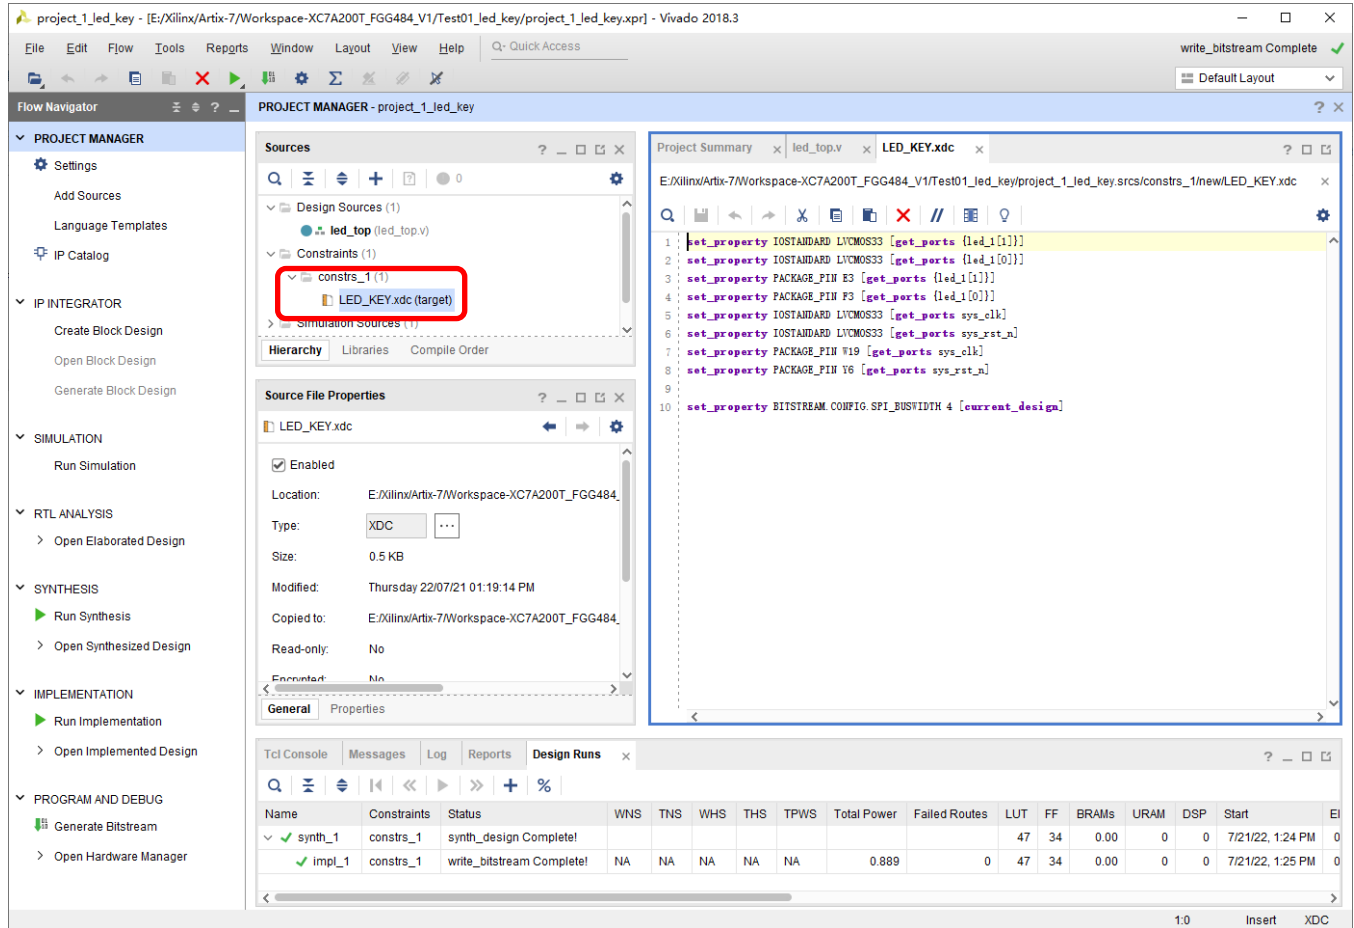 project_1_led_key - [E:/Xilinx/Artix-7/Workspace-XC7A200T_FGG484_V1/Test01_led_key/project_1_led_key.xpr] - Vivado 2018.3
File Edit Flow Tools Reports Window Layout View Help Q- Quick Access write_bitstream Complete
Default Layout
Flow Navigator
PROJECT MANAGER - project_1_led_key
PROJECT MANAGER
Settings
Add Sources
Language Templates
IP Catalog
IP INTEGRATOR
Create Block Design
Open Block Design
Generate Block Design
SIMULATION
Run Simulation
RTL ANALYSIS
Open Elaborated Design
SYNTHESIS
Run Synthesis
Open Synthesized Design
IMPLEMENTATION
Run Implementation
Open Implemented Design
PROGRAM AND DEBUG
Generate Bitstream
Open Hardware Manager
Sources
0
Design Sources (1)
led_top (led_top.v)
Constraints (1)
constrs_1 (1)
LED_KEY.xdc (target)
Simulation Sources (1)
Hierarchy Libraries Compile Order
Source File Properties
LED_KEY.xdc
Enabled
Location: E:/Xilinx/Artix-7/Workspace-XC7A200T_FGG484_
Type: XDC
Size: 0.5 KB
Modified: Thursday 22/07/21 01:19:14 PM
Copied to: E:/Xilinx/Artix-7/Workspace-XC7A200T_FGG484_
Read-only: No
Encrypted: No
General Properties
Project Summary led_top.v LED_KEY.xdc
E:/Xilinx/Artix-7/Workspace-XC7A200T_FGG484_V1/Test01_led_key/project_1_led_key.srcs/constrs_1/new/LED_KEY.xdc
1 set_property IOSTANDARD LVCMOS33 [get_ports {led_1[1]}]
2 set_property IOSTANDARD LVCMOS33 [get_ports {led_1[0]}]
3 set_property PACKAGE_PIN E3 [get_ports {led_1[1]}]
4 set_property PACKAGE_PIN F3 [get_ports {led_1[0]}]
5 set_property IOSTANDARD LVCMOS33 [get_ports sys_clk]
6 set_property IOSTANDARD LVCMOS33 [get_ports sys_rst_n]
7 set_property PACKAGE_PIN W19 [get_ports sys_clk]
8 set_property PACKAGE_PIN Y6 [get_ports sys_rst_n]
9
10 set_property BITSTREAM.CONFIG.SPI_BUSWIDTH 4 [current_design]
Tcl Console Messages Log Reports Design Runs
Name Constraints Status WNS TNS WHS THS TPWS Total Power Failed Routes LUT FF BRAMs URAM DSP Start El
synth_1 constrs_1 synth_design Complete! 47 34 0.00 0 0 7/21/22, 1:24 PM 0
impl_1 constrs_1 write_bitstream Complete! NA NA NA NA NA 0.889 0 47 34 0.00 0 0 7/21/22, 1:25 PM 0
1:0 Insert XDC